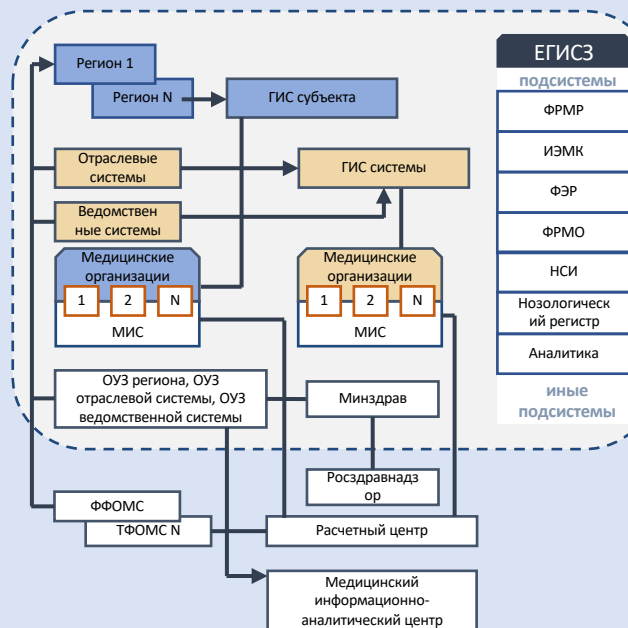 Регион 1
Регион N
ГИС субъекта
Отраслевые
системы
ГИС системы
Ведомствен
ные системы
Медицинские
организации
1
2
N
МИС
Медицинские
организации
1
2
N
МИС
ОУЗ региона, ОУЗ
отраслевой системы, ОУЗ
ведомственной системы
Минздрав
Росздравнадз
ор
ФФОМС
ТФОМС N
Расчетный центр
Медицинский
информационно-
аналитический центр
ЕГИСЗ
подсистемы
ФРМР
ИЭМК
ФЭР
ФРМО
НСИ
Нозологическ
ий регистр
Аналитика
иные
подсистемы